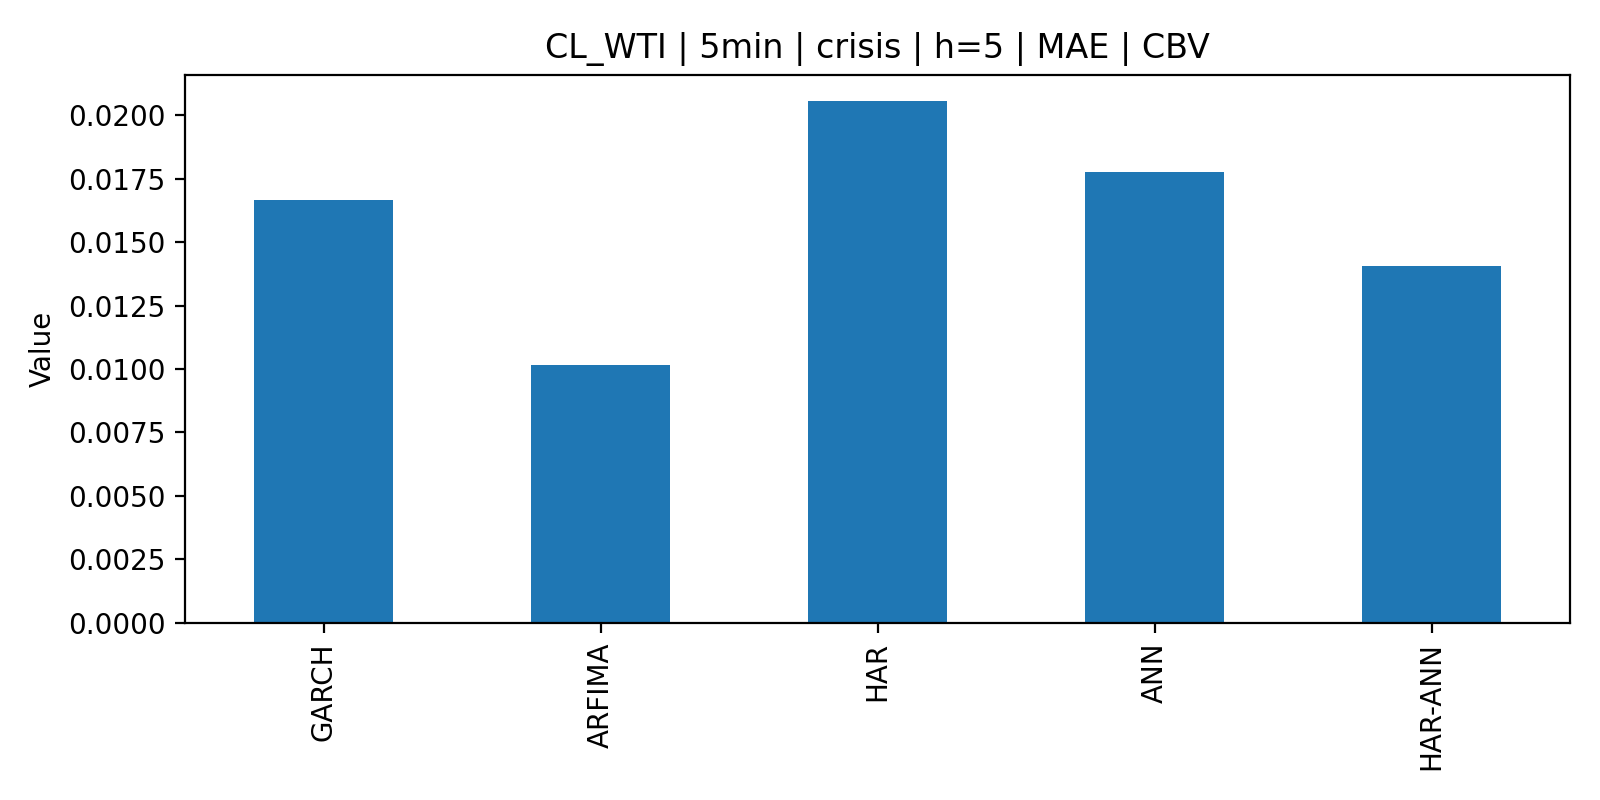 CL_WTI | 5min | crisis | h=5 | MAE | CBV
Value
0.0200
0.0175
0.0150
0.0125
0.0100
0.0075
0.0050
0.0025
0.0000
GARCH
ARFIMA
HAR
ANN
HAR-ANN